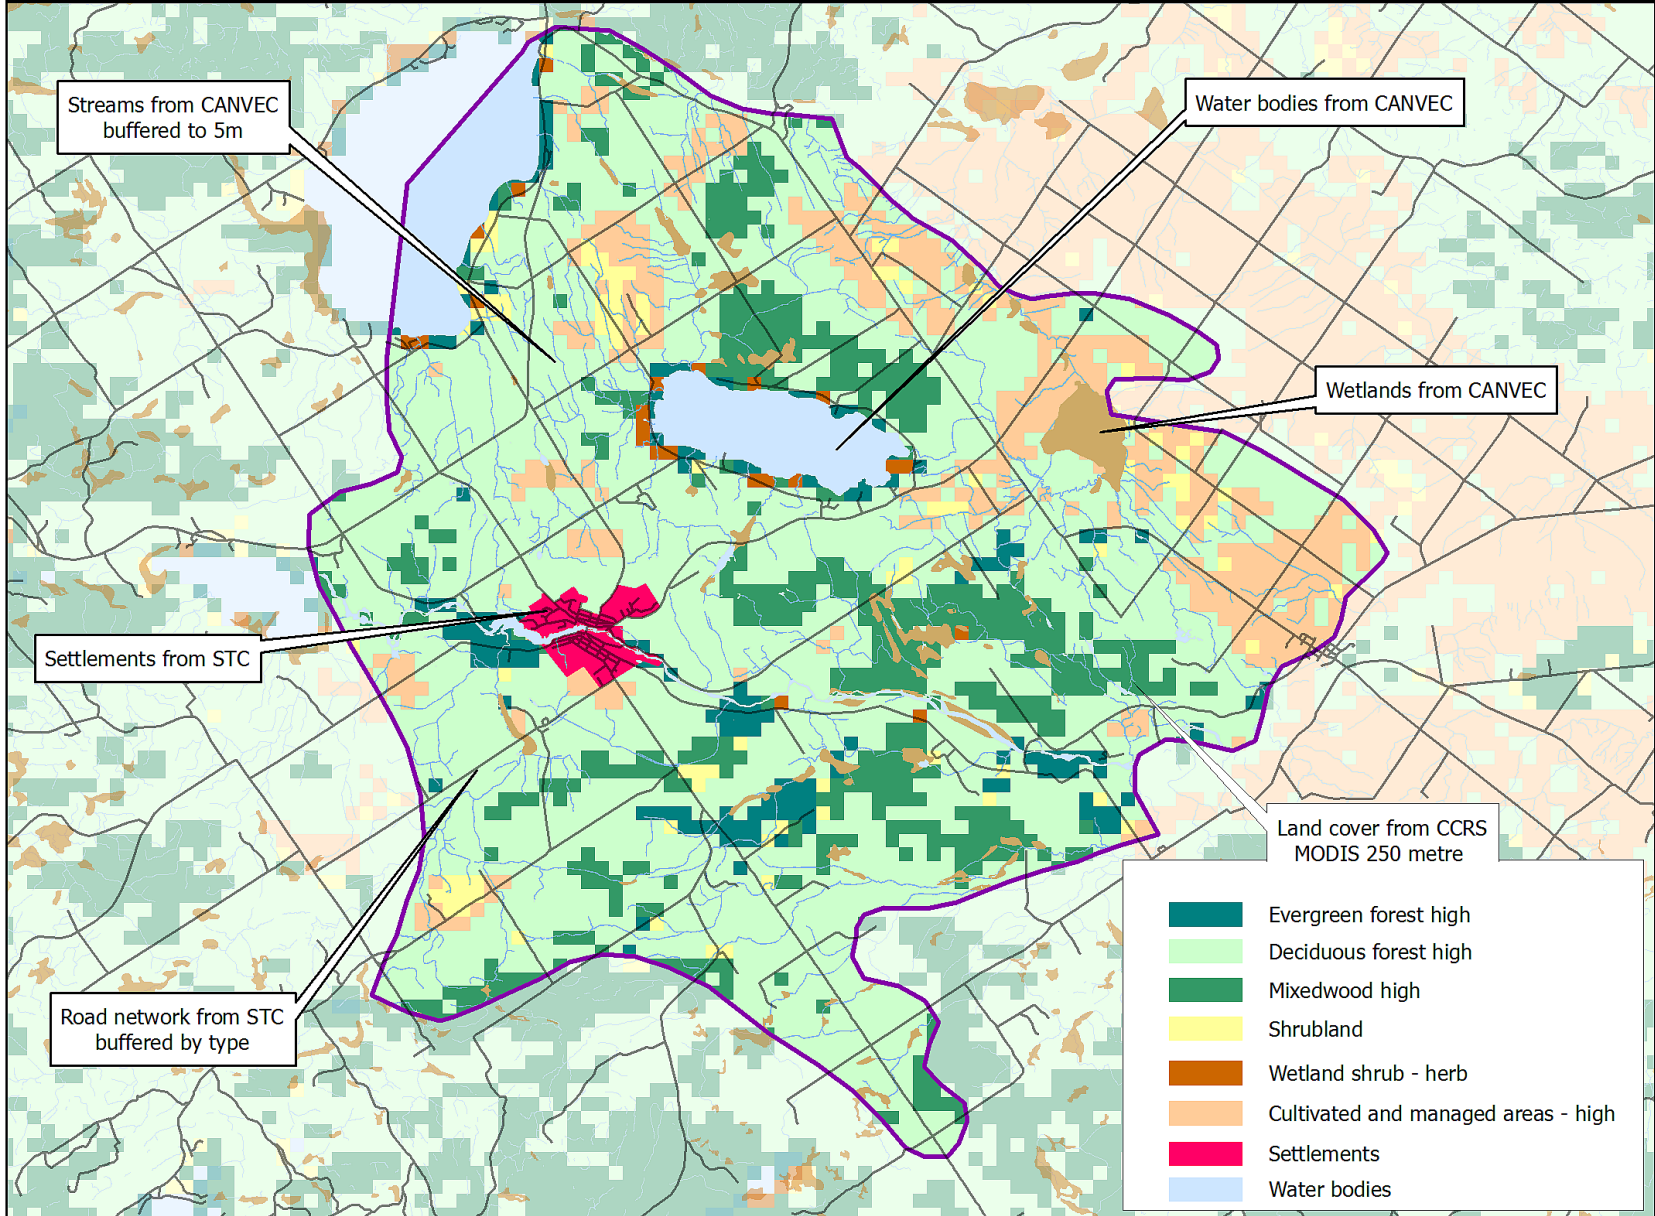 Streams from CANVEC
buffered to 5m
Water bodies from CANVEC
Wetlands from CANVEC
Settlements from STC
Land cover from CCRS
MODIS 250 metre
Road network from STC
buffered by type
Evergreen forest high
Deciduous forest high
Mixedwood high
Shrubland
Wetland shrub - herb
Cultivated and managed areas - high
Settlements
Water bodies